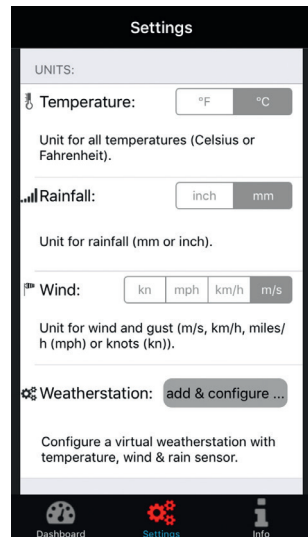 Settings
UNITS:
Temperature:
°F
°C
Unit for all temperatures (Celsius or
Fahrenheit).
Rainfall:
inch
mm
Unit for rainfall (mm or inch).
Wind:
kn
mph
km/h
m/s
Unit for wind and gust (m/s, km/h, miles/
h (mph) or knots (kn)).
Weatherstation:
add & configure ...
Configure a virtual weatherstation with
temperature, wind & rain sensor.
Dashboard
Settings
Info